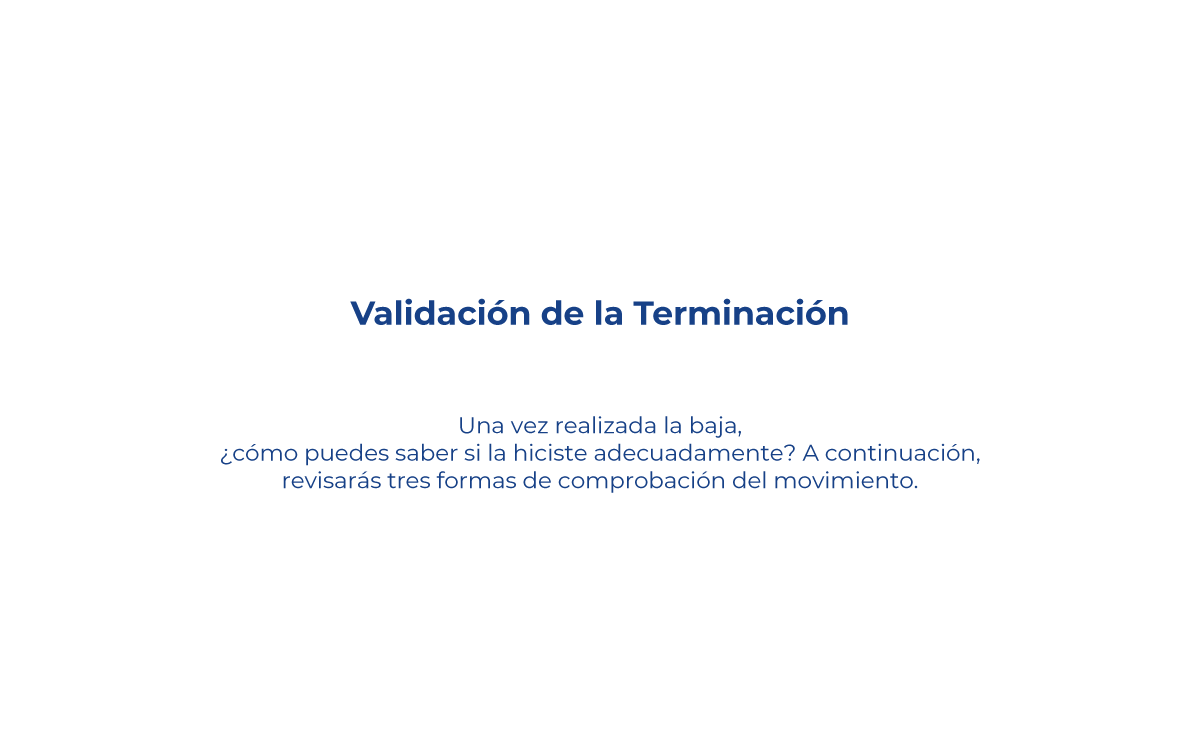 Validación de la Terminación
Una vez realizada la baja,
¿cómo puedes saber si la hiciste adecuadamente? A continuación,
revisarás tres formas de comprobación del movimiento.